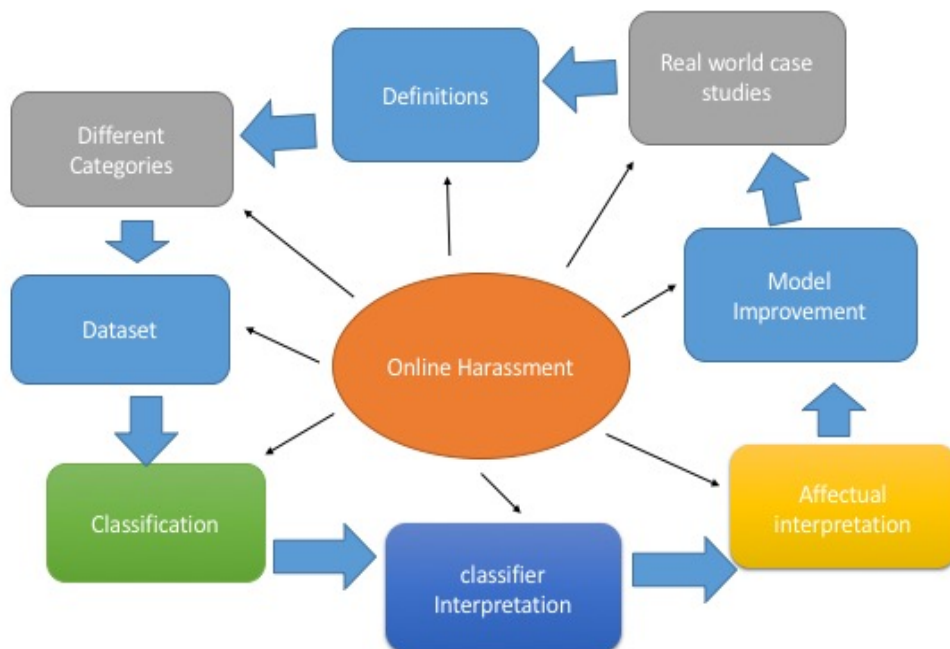 Real world case
studies
Definitions
Different
Categories
Dataset
Classification
classifier
Interpretation
Affectual
interpretation
Model
Improvement
Online Harassment